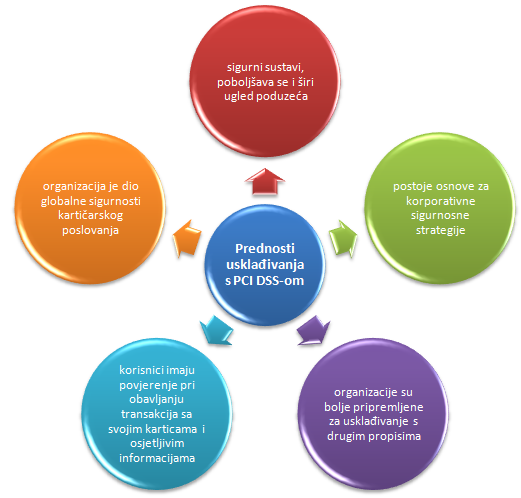 sigurni sustavi,
poboljšava se i širi
ugled poduzeća
organizacija je dio
globalne sigurnosti
kartičarskog
poslovanja
postoje osnove za
korporativne
sigurnosne
strategije
Prednosti
usklađivanja
s PCI DSS-om
korisnici imaju
povjerenje pri
obavljanju
transakcija sa
svojim karticama i
osjetljivim
informacijama
organizacije su
bolje pripremljene
za usklađivanje s
drugim propisima